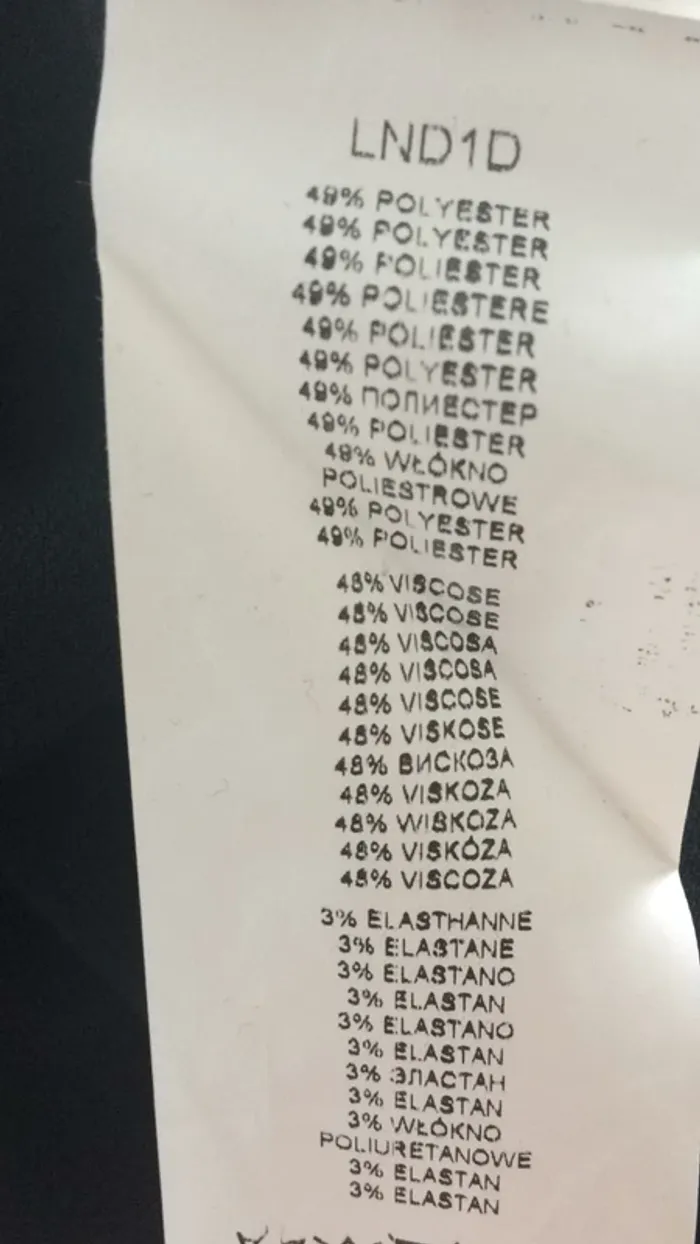 LND1D
49% POLYESTER
49% POLYESTER
49% POLIESTER
49% POLIESTERE
49% POLIESTER
49% POLYESTER
49% ПОЛИЕСТЕР
49% POLIESTER
49% WŁÓKNO
POLIESTROWE
49% POLYESTER
49% POLIESTER
48% VISCOSE
48% VISCOSE
48% VISCOSA
48% VISCOSA
48% VISCOSE
48% VISKOSE
48% ВИСКОЗА
48% VISKOZA
48% WISKOZA
48% VISKÓZA
48% VISCOZA
3% ELASTHANNE
3% ELASTANE
3% ELASTANO
3% ELASTAN
3% ELASTANO
3% ELASTAN
3% ЭЛАСТАН
3% ELASTAN
3% WŁÓKNO
POLIURETANOWE
3% ELASTAN
3% ELASTAN